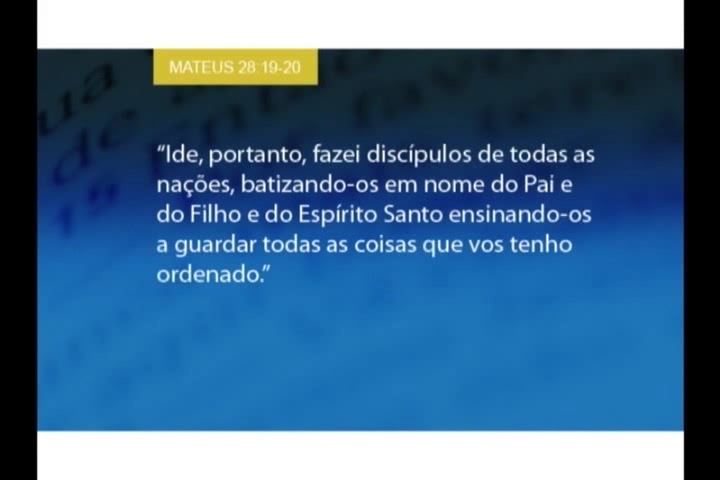 MATEUS 28:19-20
“Ide, portanto, fazei discípulos de todas as
nações, batizando-os em nome do Pai e
do Filho e do Espírito Santo ensinando-os
a guardar todas as coisas que vos tenho
ordenado.”